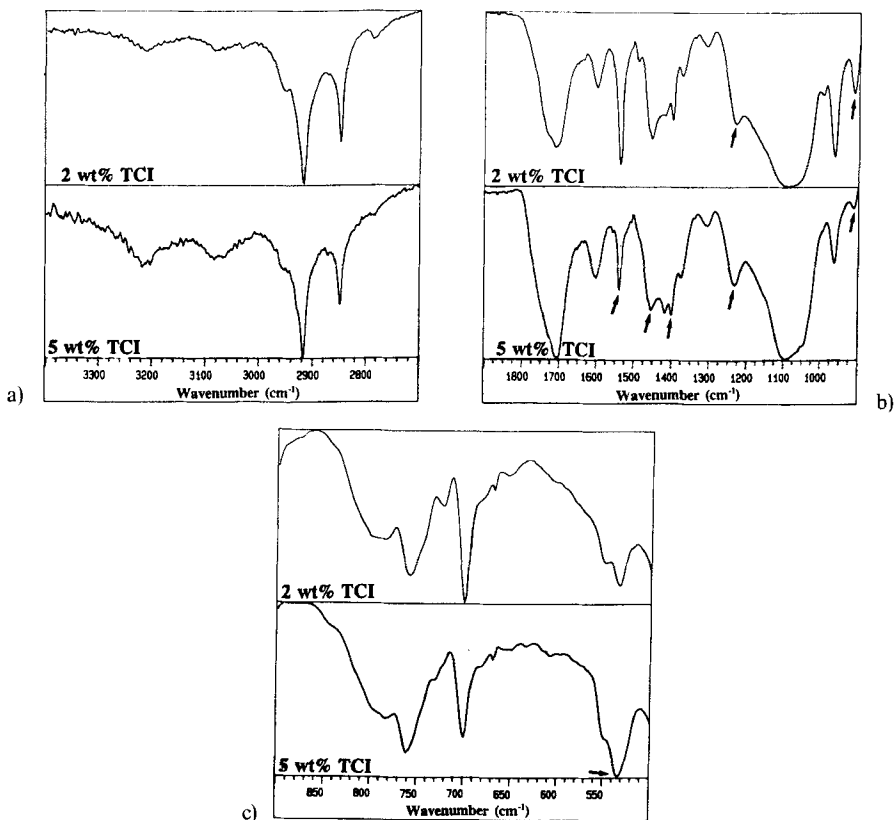 2 wt% TCI
5 wt% TCI
3300 3200 3100 3000 2900 2800
Wavenumber (cm⁻¹)
a)
2 wt% TCI
5 wt% TCI
1800 1700 1600 1500 1400 1300 1200 1100 1000
Wavenumber (cm⁻¹)
b)
2 wt% TCI
5 wt% TCI
850 800 750 700 650 600 550
Wavenumber (cm⁻¹)
c)